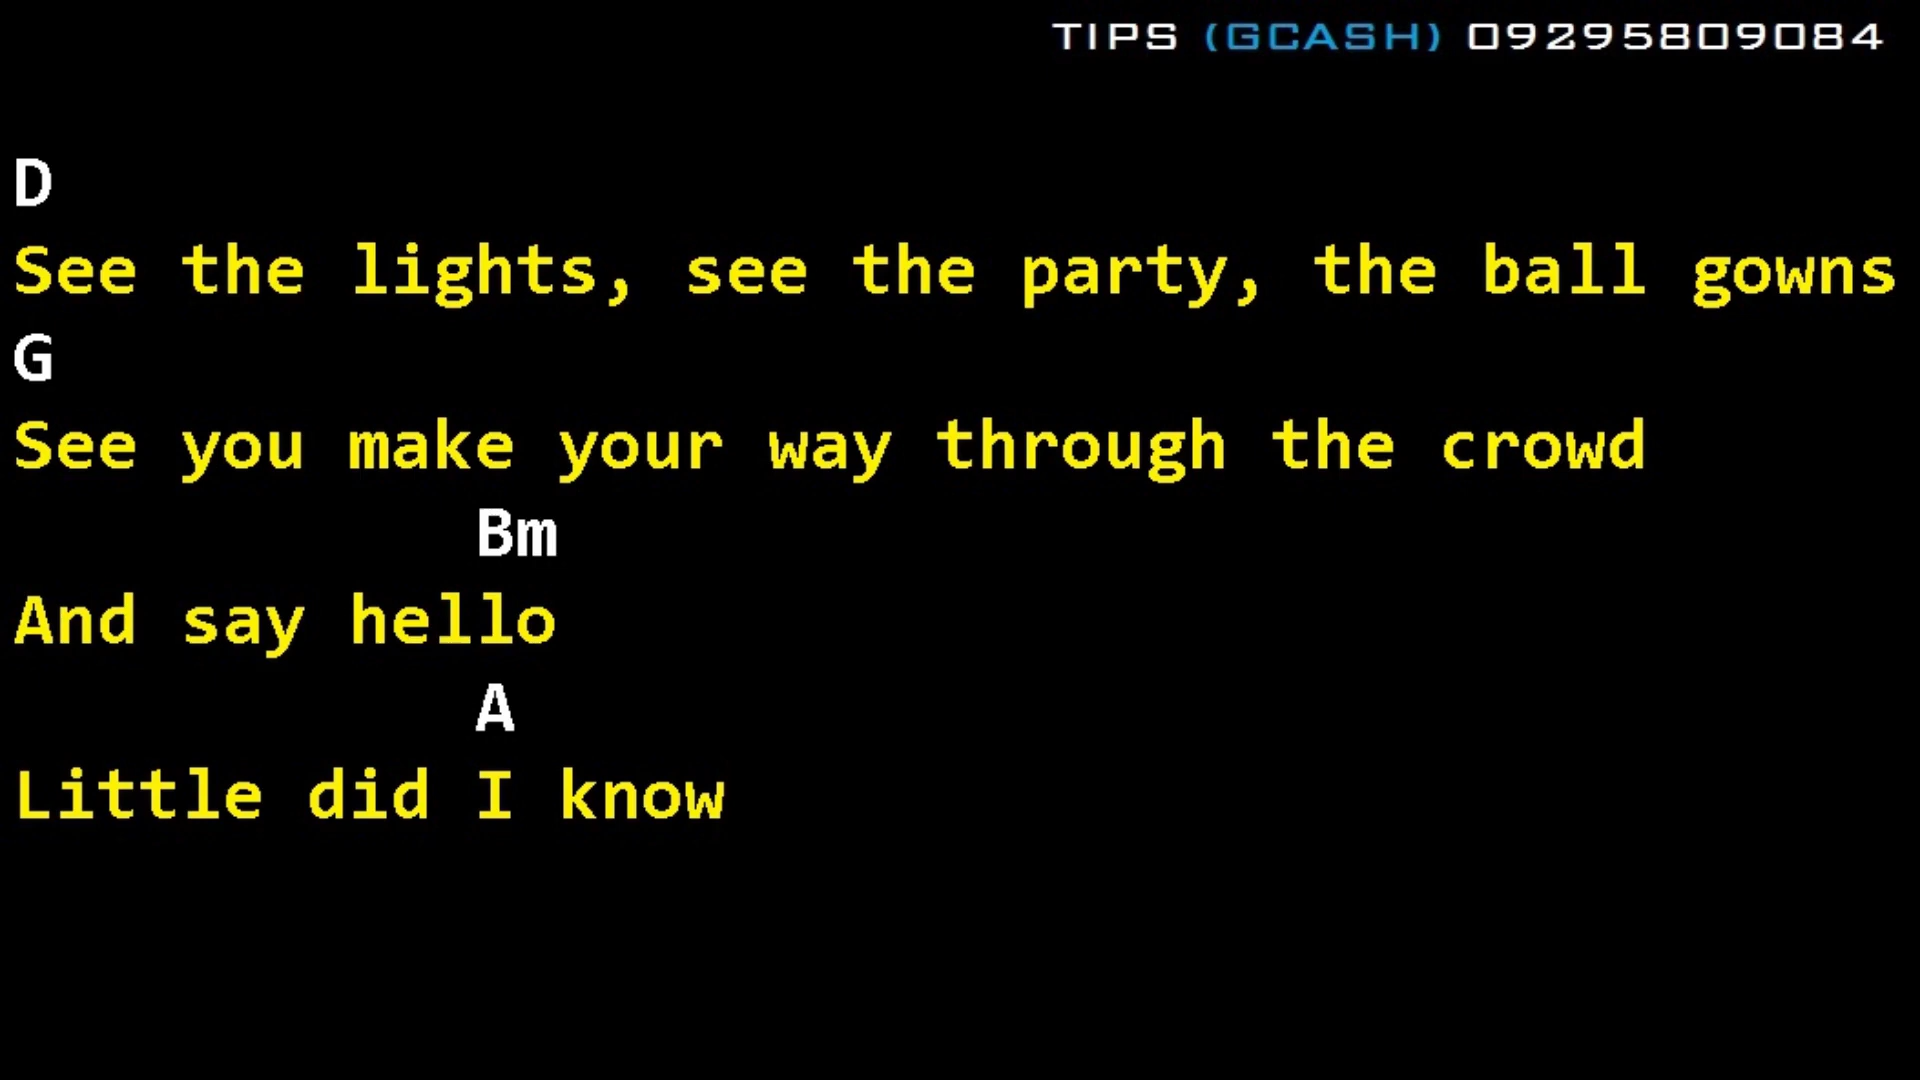 TIPS (GCASH) 09295809084
D
See the lights, see the party, the ball gowns
G
See you make your way through the crowd
Bm
And say hello
A
Little did I know